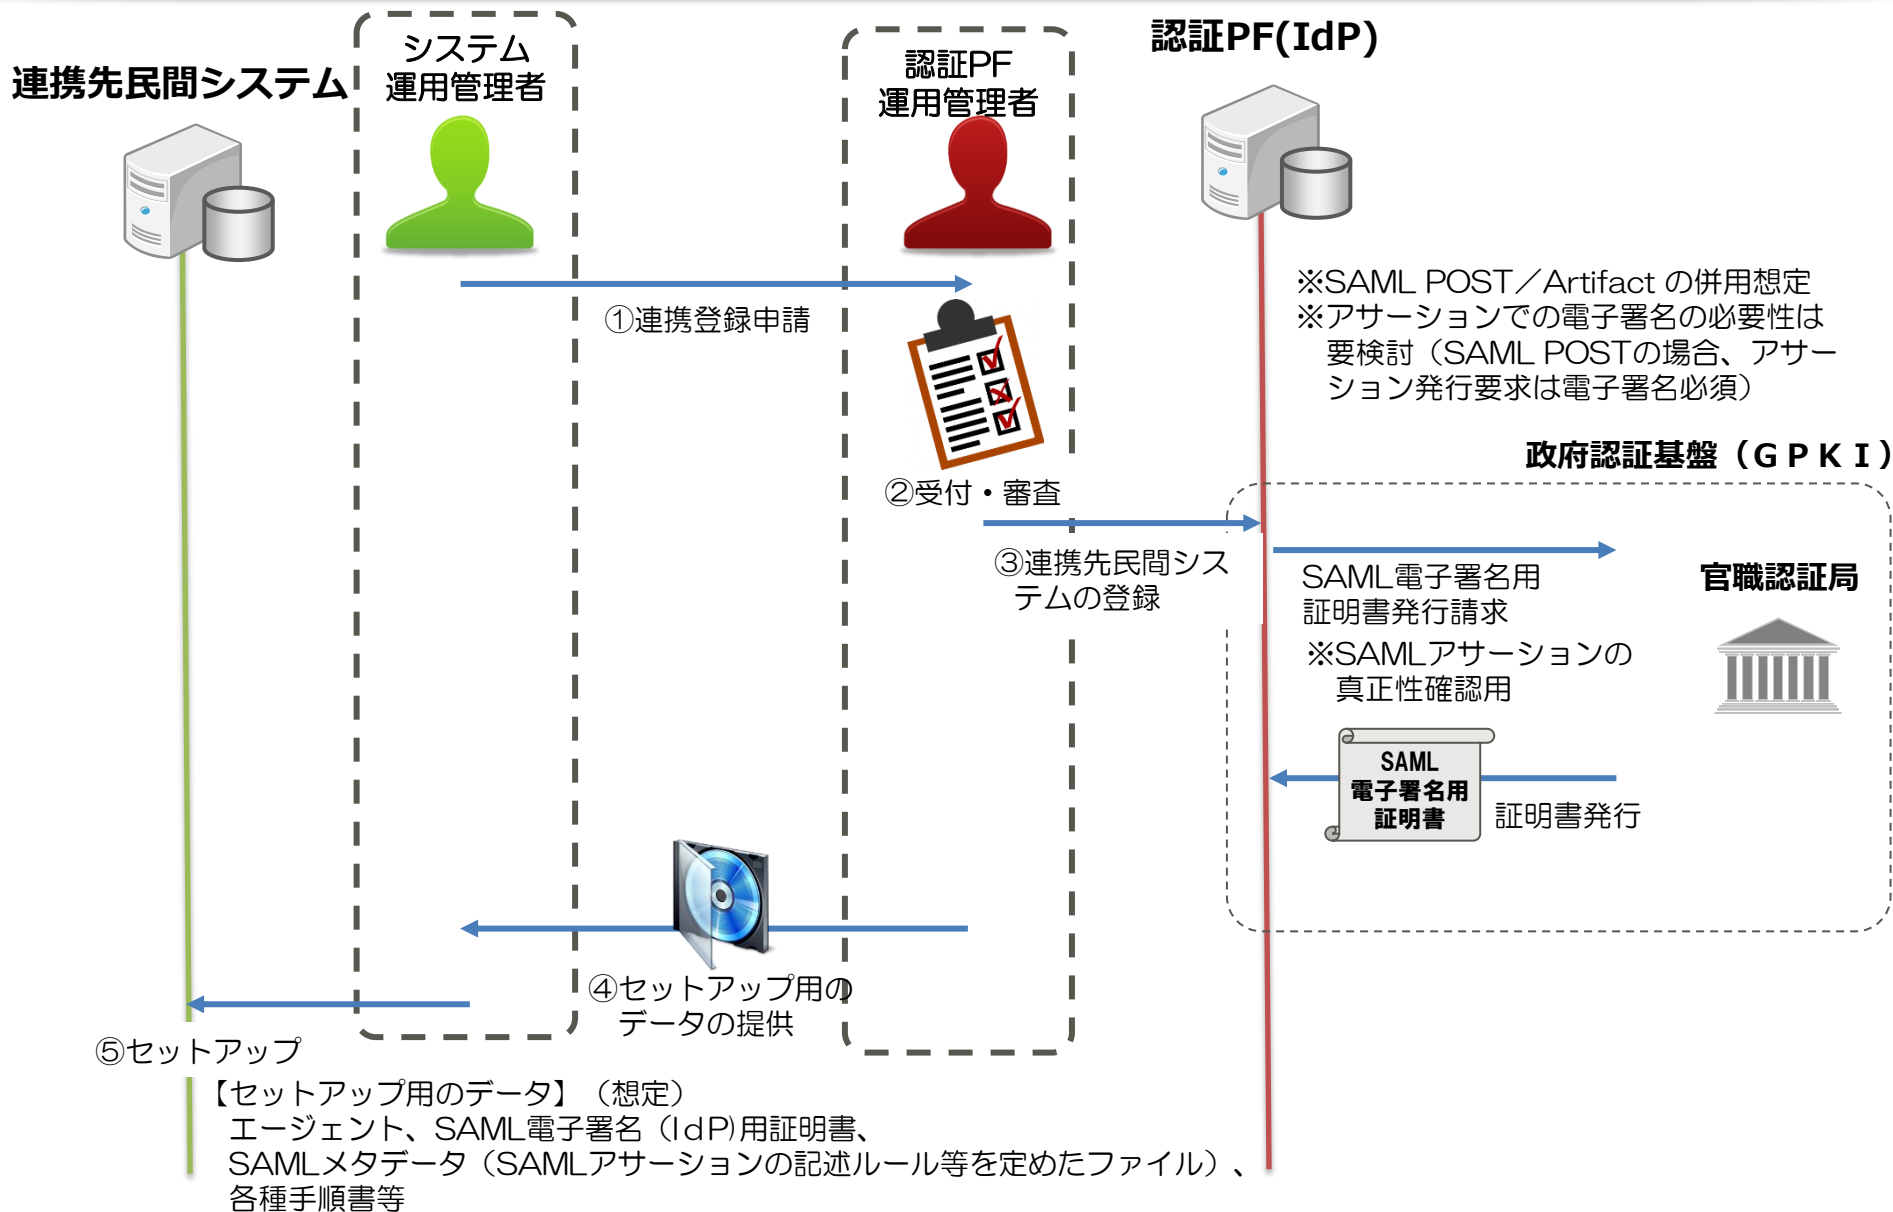 連携先民間システム
システム
運用管理者
認証PF
運用管理者
認証PF(IdP)
①連携登録申請
※SAML POST／Artifact の併用想定
※アサーションでの電子署名の必要性は
要検討（SAML POSTの場合、アサー
ション発行要求は電子署名必須）
②受付・審査
政府認証基盤（ＧＰＫＩ）
③連携先民間シス
テムの登録
SAML電子署名用
証明書発行請求
※SAMLアサーションの
真正性確認用
官職認証局
SAML
電子署名用
証明書
証明書発行
④セットアップ用の
データの提供
⑤セットアップ
【セットアップ用のデータ】（想定）
エージェント、SAML電子署名（IdP)用証明書、
SAMLメタデータ（SAMLアサーションの記述ルール等を定めたファイル）、
各種手順書等